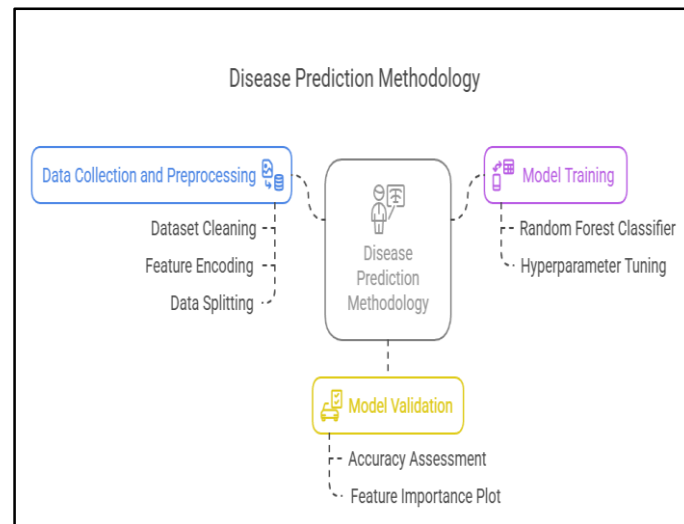 Disease Prediction Methodology
Data Collection and Preprocessing
Dataset Cleaning
Feature Encoding
Data Splitting
Disease
Prediction
Methodology
Model Training
Random Forest Classifier
Hyperparameter Tuning
Model Validation
Accuracy Assessment
Feature Importance Plot